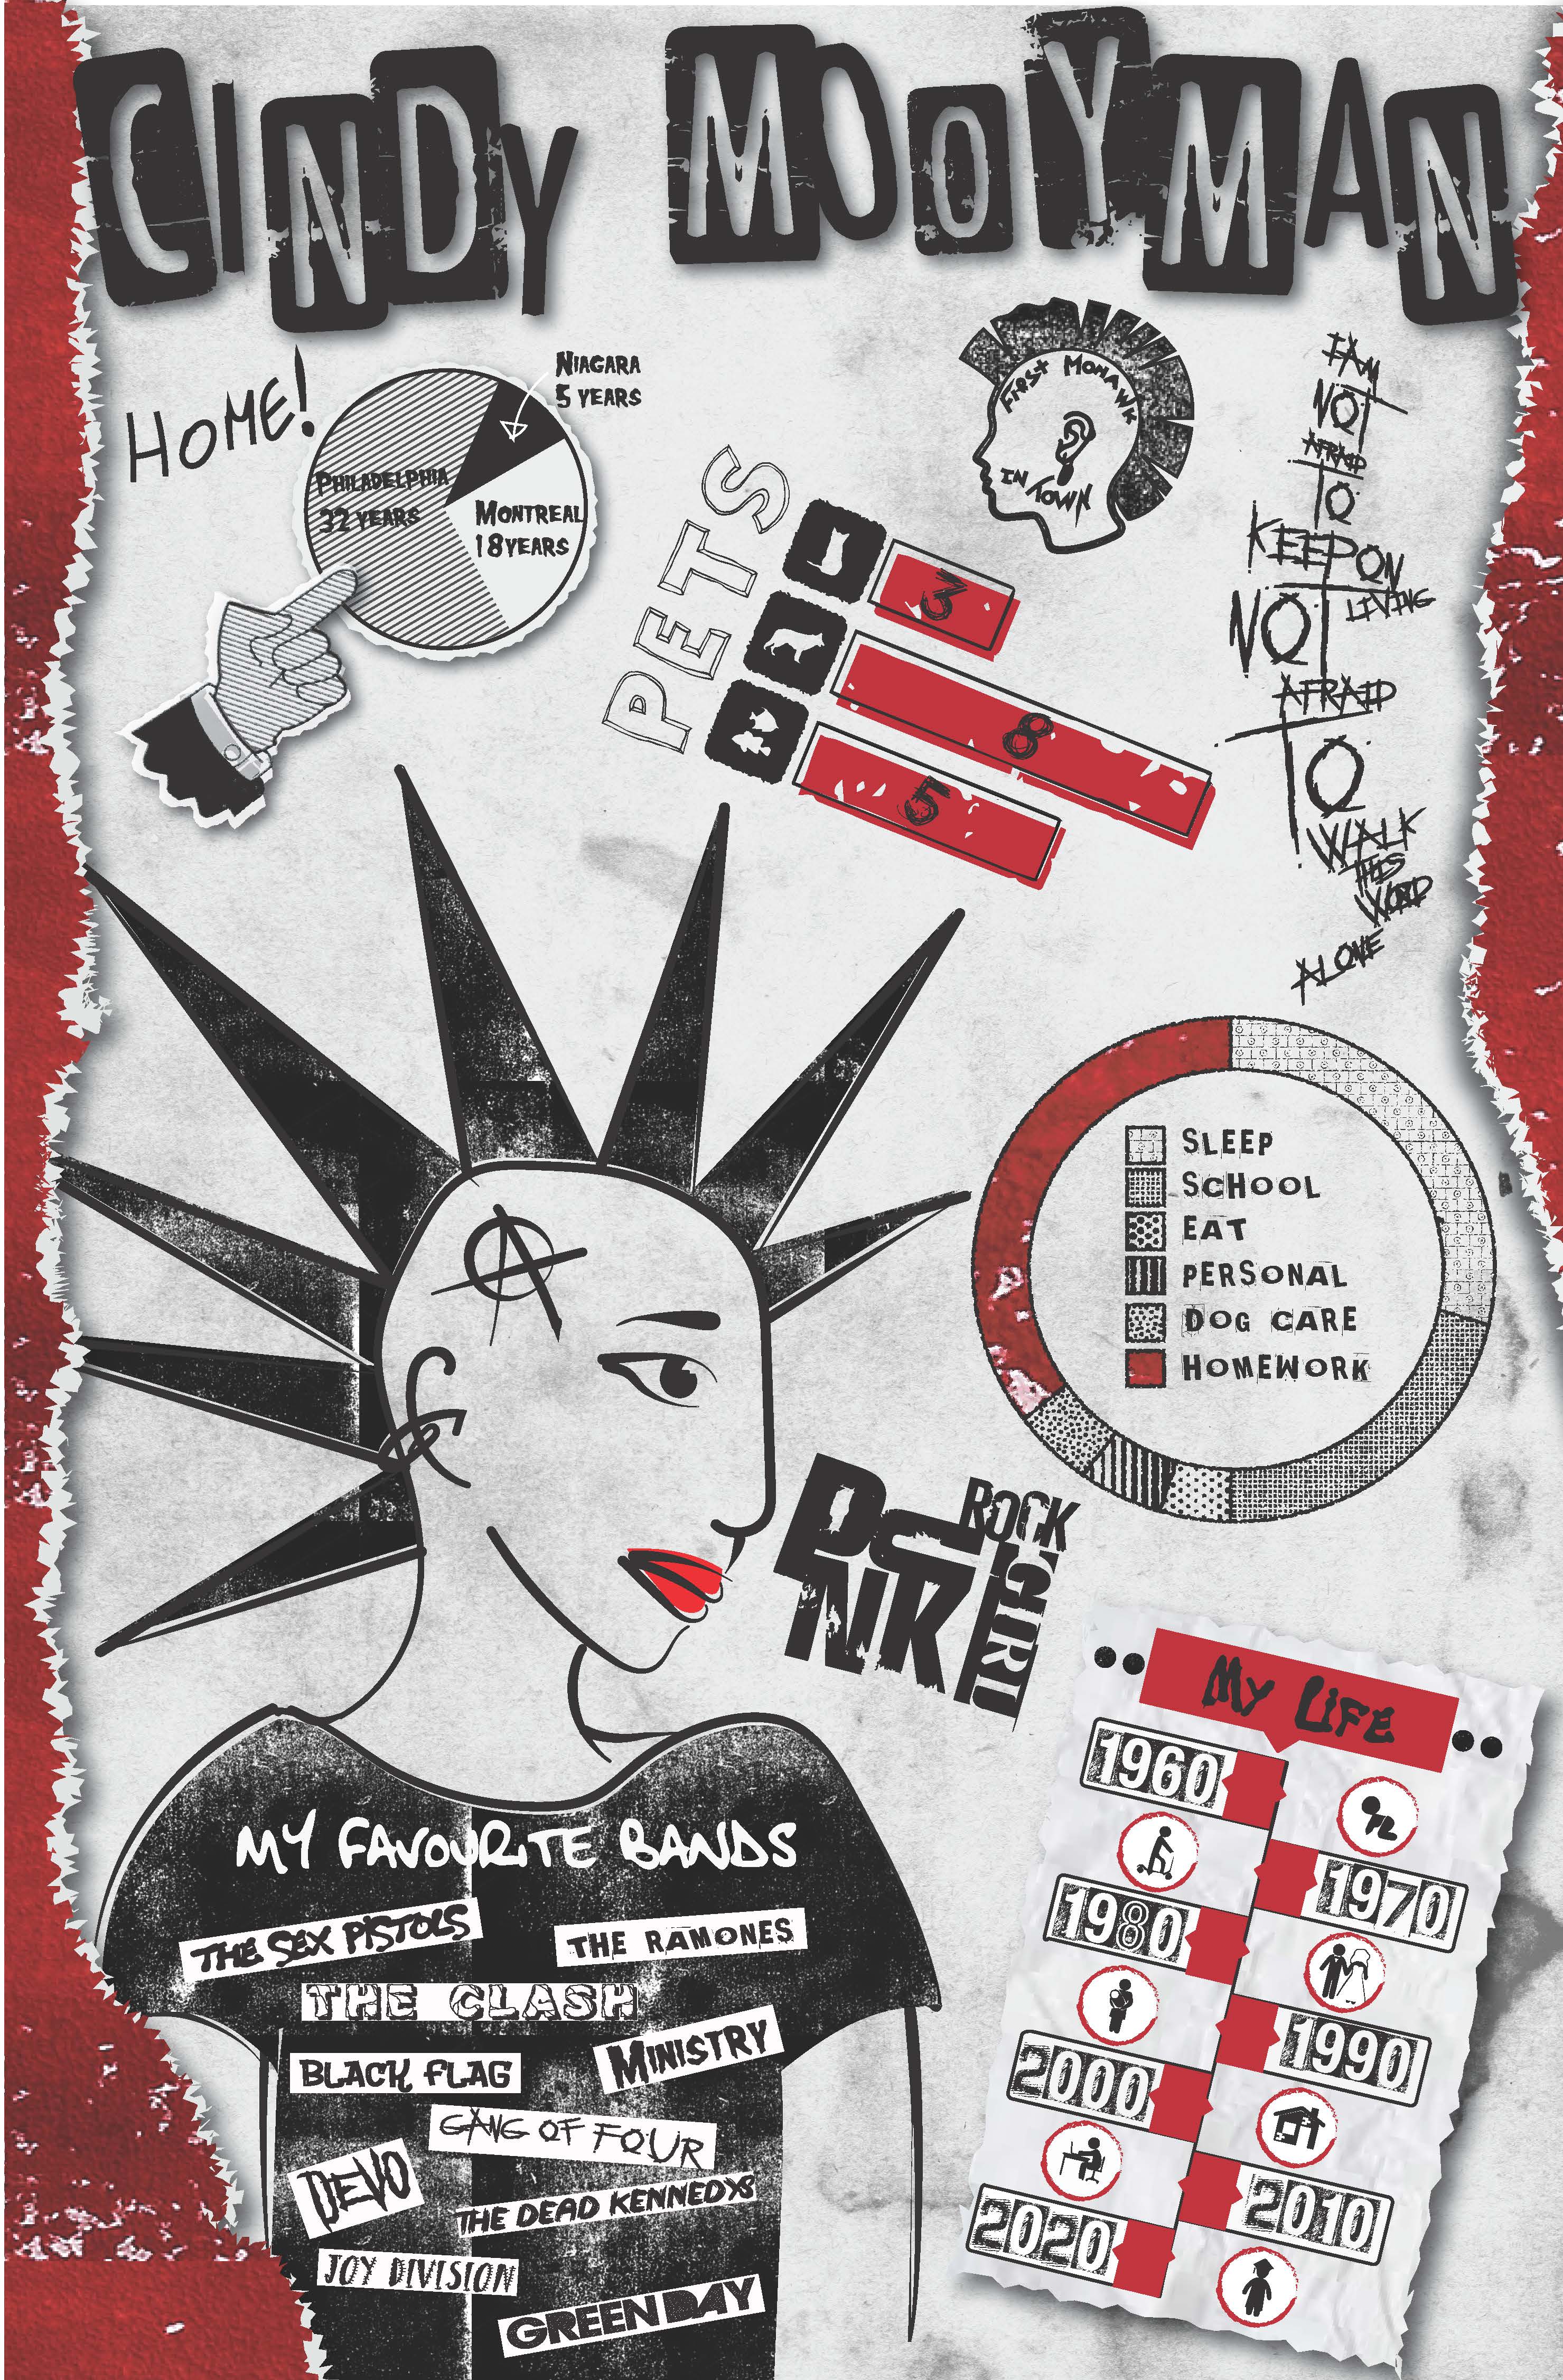 CINDY MOOYMAN
HOME!
NIAGARA
5 YEARS
PHILADELPHIA
32 YEARS
MONTREAL
18 YEARS
PETS
3
8
5
FIRST MOHAWK
IN TOWN
I AM
NOT
AFRAID
TO
KEEP ON
LIVING
NOT
AFRAID
TO
WALK
THIS
ALONE
SLEEP
SCHOOL
EAT
PERSONAL
DOG CARE
HOMEWORK
A
PUNK
ROCK
GIRL
MY FAVOURITE BANDS
THE SEX PISTOLS
THE RAMONES
THE CLASH
BLACK FLAG
MINISTRY
GANG OF FOUR
DEVO
THE DEAD KENNEDYS
JOY DIVISION
GREEN DAY
MY LIFE
1960
1970
1980
1990
2000
2010
2020